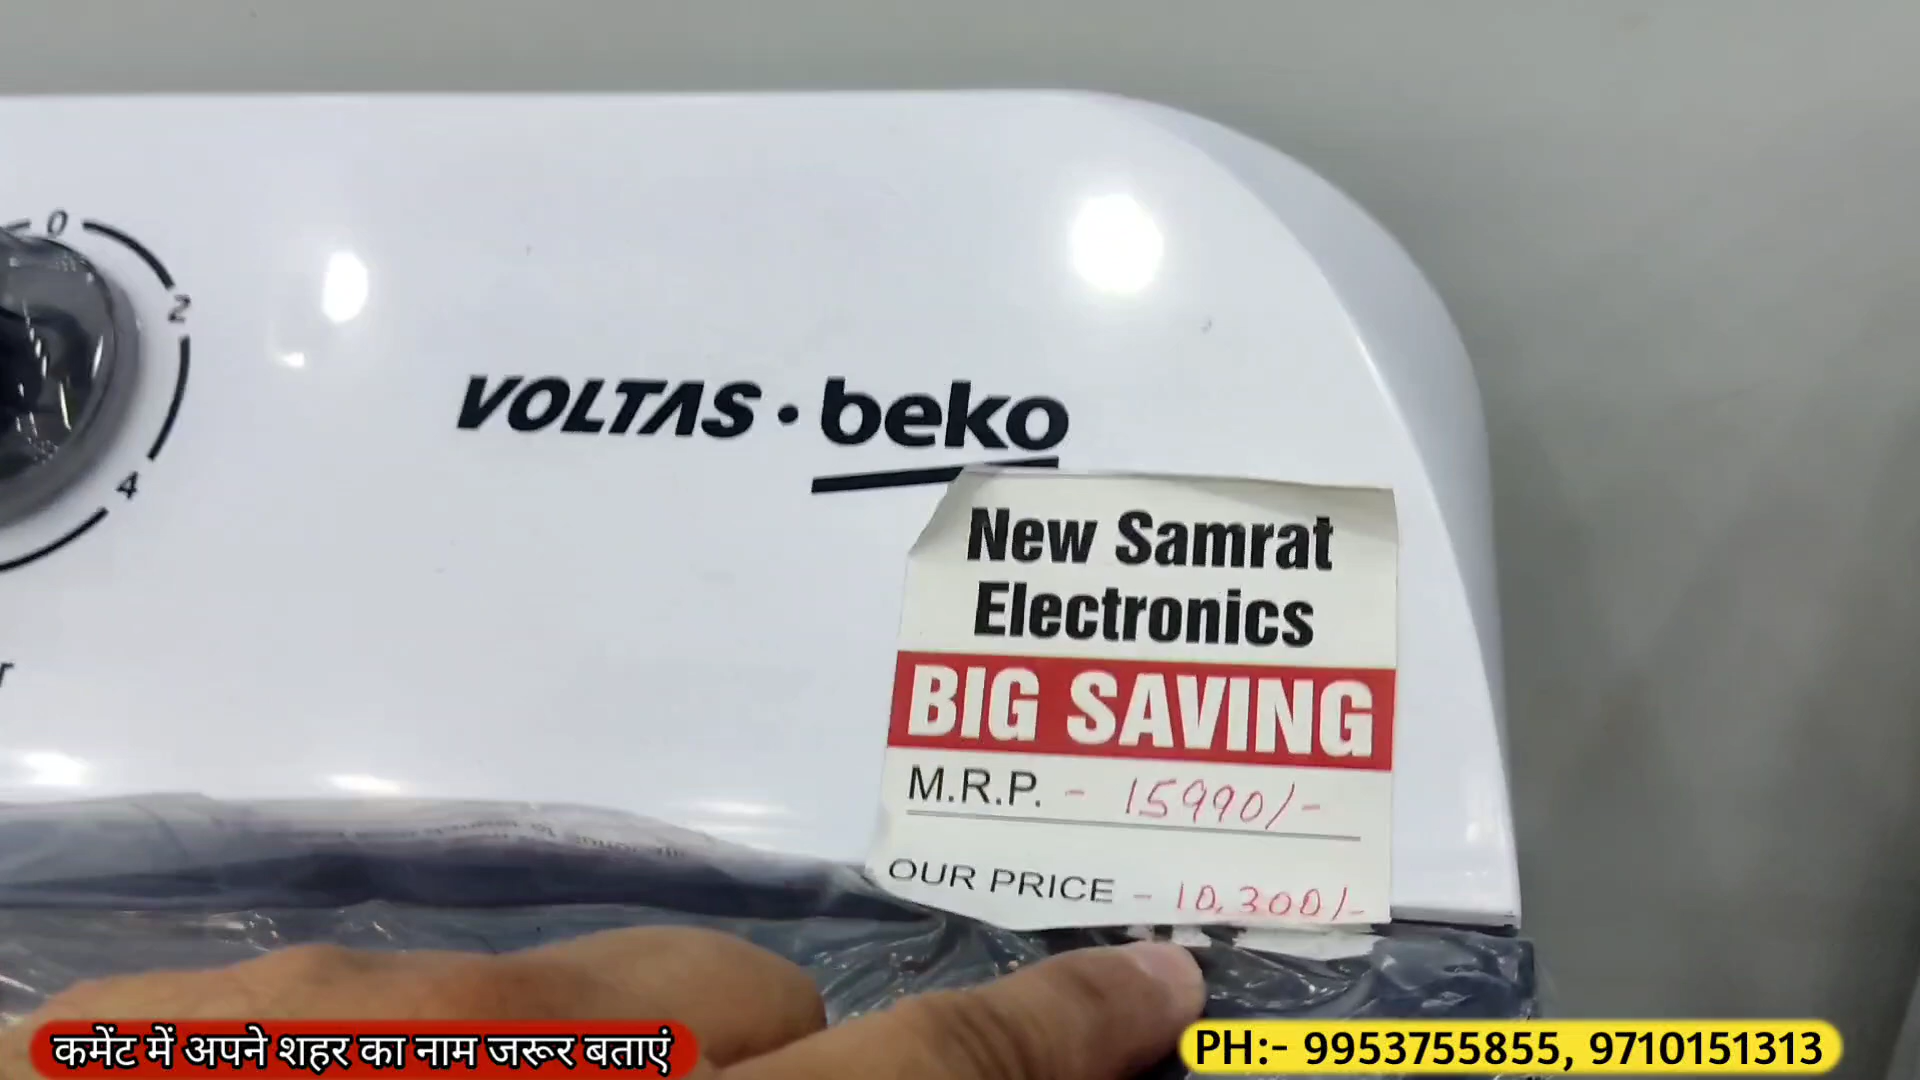 0
2
4
VOLTAS · beko
New Samrat
Electronics
BIG SAVING
M.R.P. - 15990/-
OUR PRICE - 10,300/-
कमेंट में अपने शहर का नाम जरूर बताएं
PH:- 9953755855, 9710151313